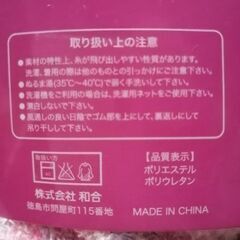 取り扱い上の注意
●素材の特性上、糸が飛び出すやすい性質があります。
洗濯、着用の際は他のものとの引っかけにご注意下さい。
●ぬるま湯(35℃～40℃)で弱く手洗いして下さい。
●洗濯機をご利用の場合は、洗濯用ネットをご使用下さい。
●漂白しないで下さい。
●風通しの良い日陰でゴム部を上にして、裏返しにして
吊り干しして下さい。
取扱い方
【品質表示】
ポリエステル
ポリウレタン
株式会社 和合
徳島市問屋町115番地
MADE IN CHINA